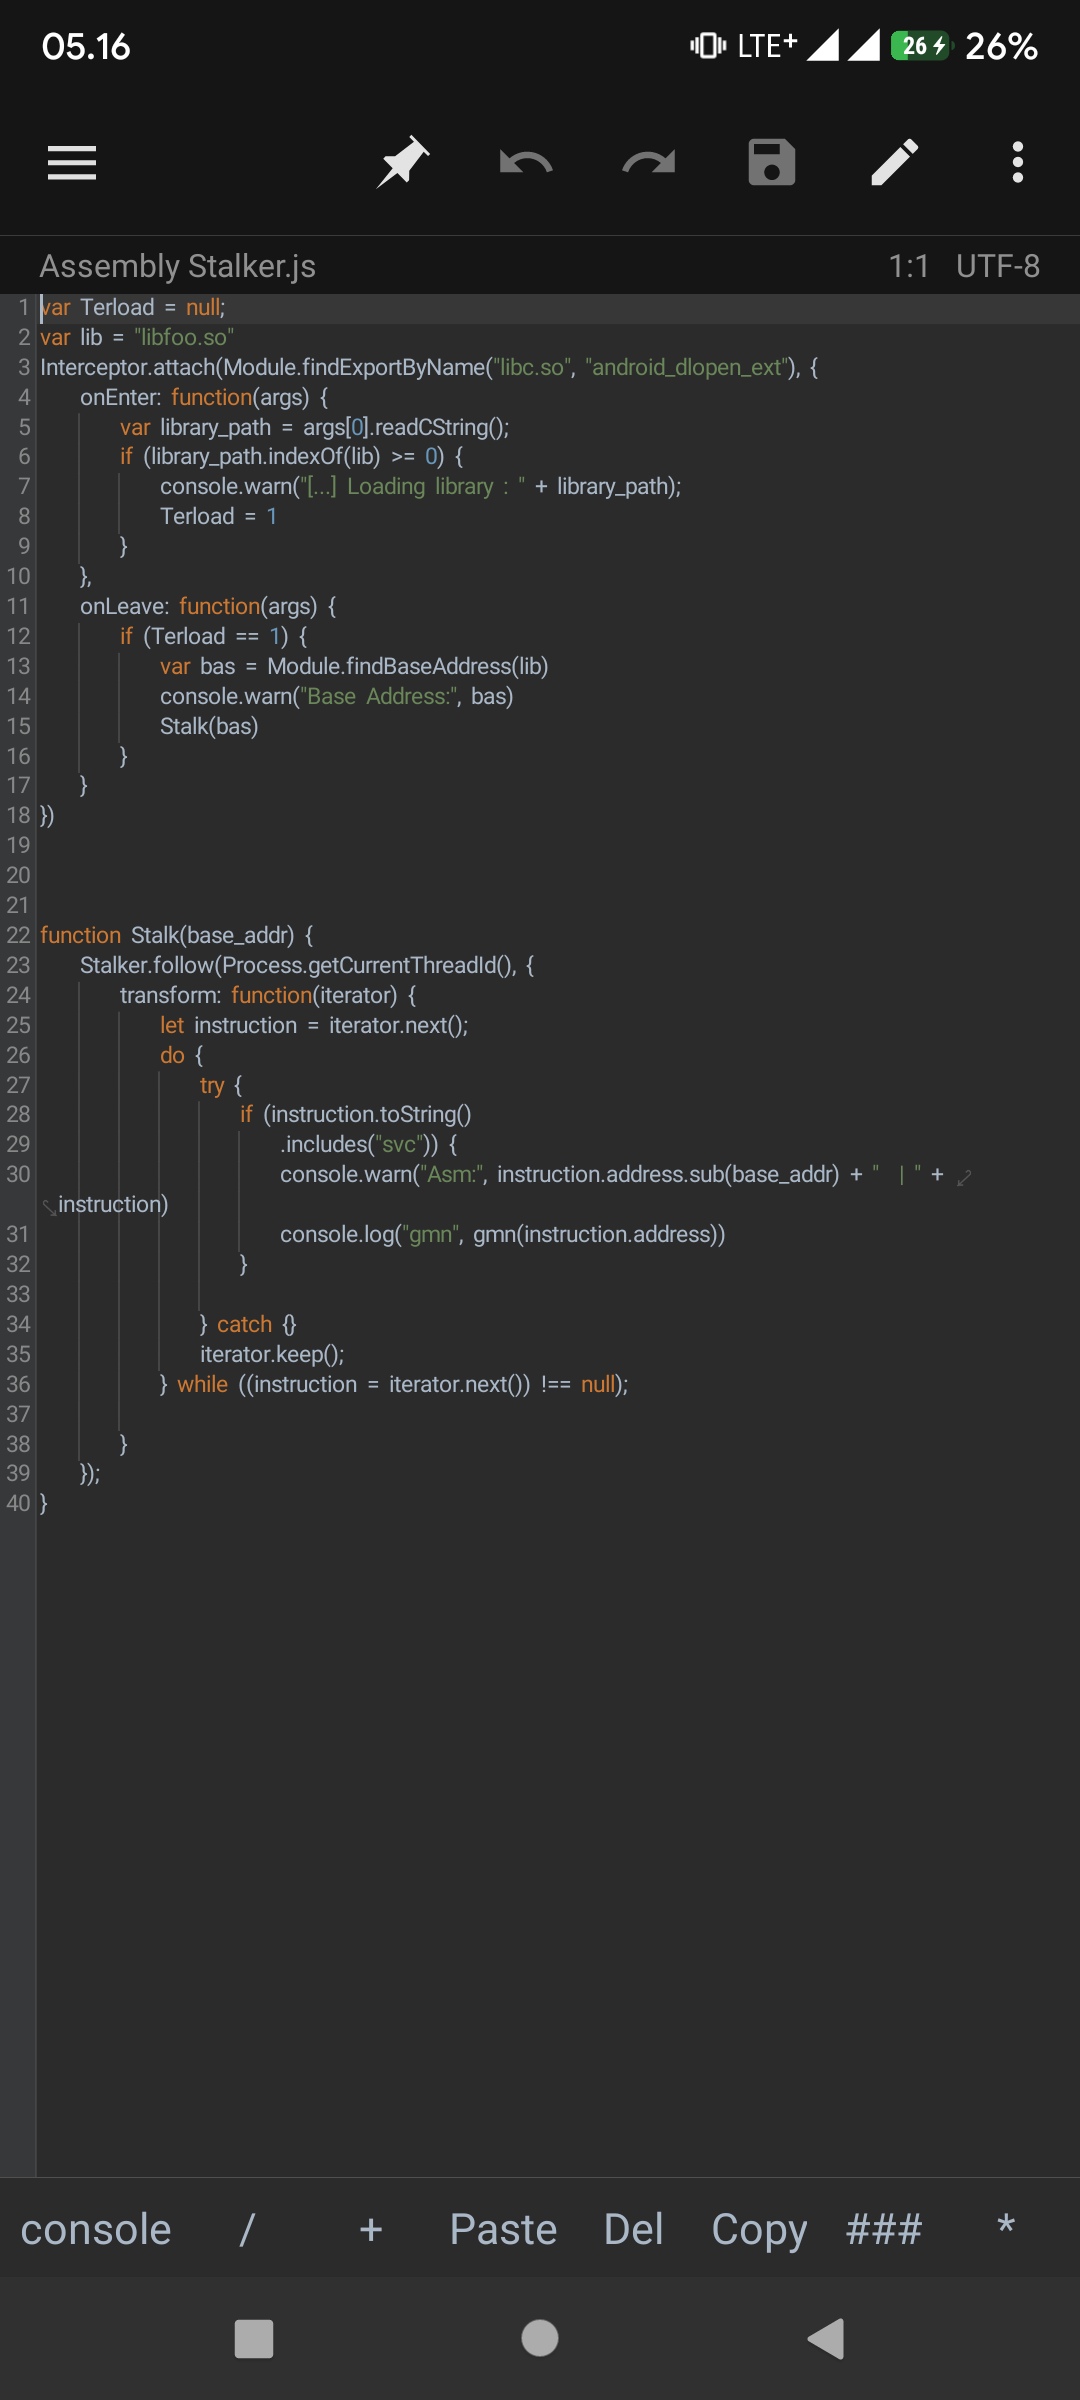 05.16 LTE+ 26 26%
Assembly Stalker.js 1:1 UTF-8
1 var Terload = null;
2 var lib = "libfoo.so"
3 Interceptor.attach(Module.findExportByName("libc.so", "android_dlopen_ext"), {
4 onEnter: function(args) {
5 var library_path = args[0].readCString();
6 if (library_path.indexOf(lib) >= 0) {
7 console.warn("[...] Loading library : " + library_path);
8 Terload = 1
9 }
10 },
11 onLeave: function(args) {
12 if (Terload == 1) {
13 var bas = Module.findBaseAddress(lib)
14 console.warn("Base Address:", bas)
15 Stalk(bas)
16 }
17 }
18 })
19
20
21
22 function Stalk(base_addr) {
23 Stalker.follow(Process.getCurrentThreadId(), {
24 transform: function(iterator) {
25 let instruction = iterator.next();
26 do {
27 try {
28 if (instruction.toString()
29 .includes("svc")) {
30 console.warn("Asm:", instruction.address.sub(base_addr) + " | " +
instruction)
31 console.log("gmn", gmn(instruction.address))
32 }
33
34 } catch {}
35 iterator.keep();
36 } while ((instruction = iterator.next()) !== null);
37
38 }
39 });
40 }
console / + Paste Del Copy ### *